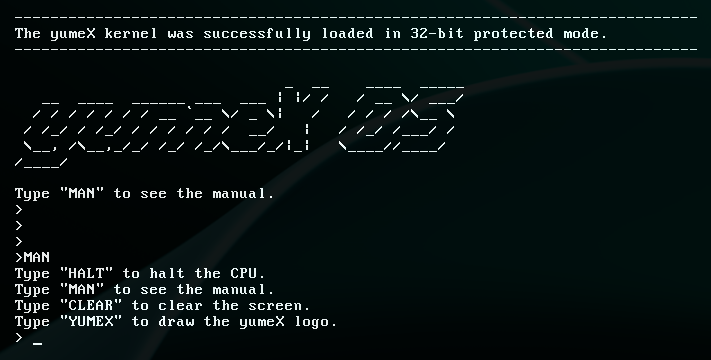 The yumeX kernel was successfully loaded in 32-bit protected mode.
yumeX OS
Type "MAN" to see the manual.
>
>
>
>MAN
Type "HALT" to halt the CPU.
Type "MAN" to see the manual.
Type "CLEAR" to clear the screen.
Type "YUMEX" to draw the yumeX logo.
> _